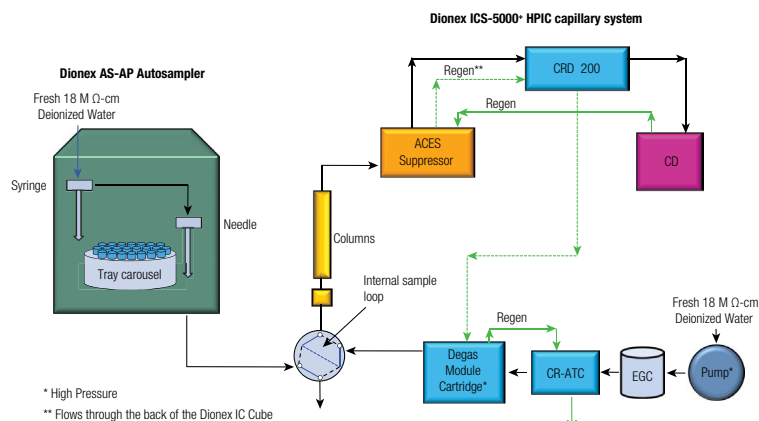 Dionex ICS-5000⁺ HPIC capillary system
Dionex AS-AP Autosampler
Fresh 18 M Ω-cm
Deionized Water
Syringe
Needle
Tray carousel
Columns
Internal sample
loop
ACES
Suppressor
Regen**
CRD 200
Regen
CD
Fresh 18 M Ω-cm
Deionized Water
Pump*
EGC
CR-ATC
Regen
Degas
Module
Cartridge*
* High Pressure
** Flows through the back of the Dionex IC Cube